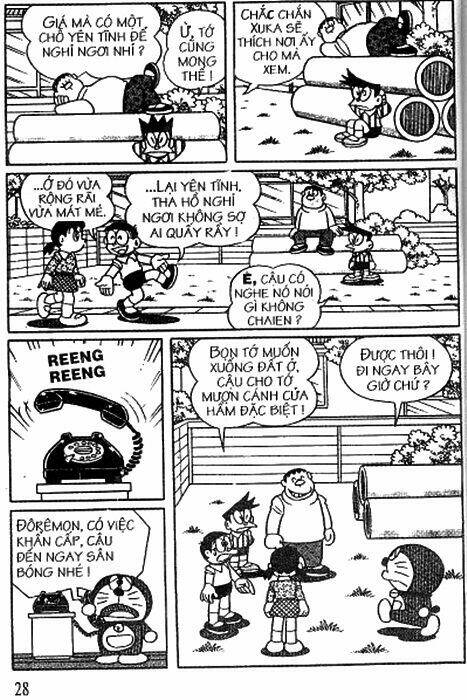 GIÁ MÀ CÓ MỘT
CHỖ YÊN TĨNH ĐỂ
NGHỈ NGƠI NHỈ ?
Ừ, TỚ
CŨNG
MONG
THẾ !
CHẮC CHẮN
XUKA SẼ
THÍCH NƠI ẤY
CHO MÀ
XEM.
...Ở ĐÓ VỪA
RỘNG RÃI
VỪA MÁT MẺ.
...LẠI YÊN TĨNH,
THẢ HỒ NGHỈ
NGƠI KHÔNG SỢ
AI QUẤY RẦY !
Ê, CẬU CÓ
NGHE NÓ NÓI
GÌ KHÔNG
CHAIEN ?
REENG
REENG
BỌN TỚ MUỐN
XUỐNG ĐẤT Ở,
CẬU CHO TỚ
MƯỢN CÁNH CỬA
HẦM ĐẶC BIỆT !
ĐƯỢC THÔI !
ĐI NGAY BÂY
GIỜ CHỨ ?
ĐÔRÊMON, CÓ VIỆC
KHẨN CẤP, CẬU
ĐẾN NGAY SÂN
BÓNG NHÉ !
28